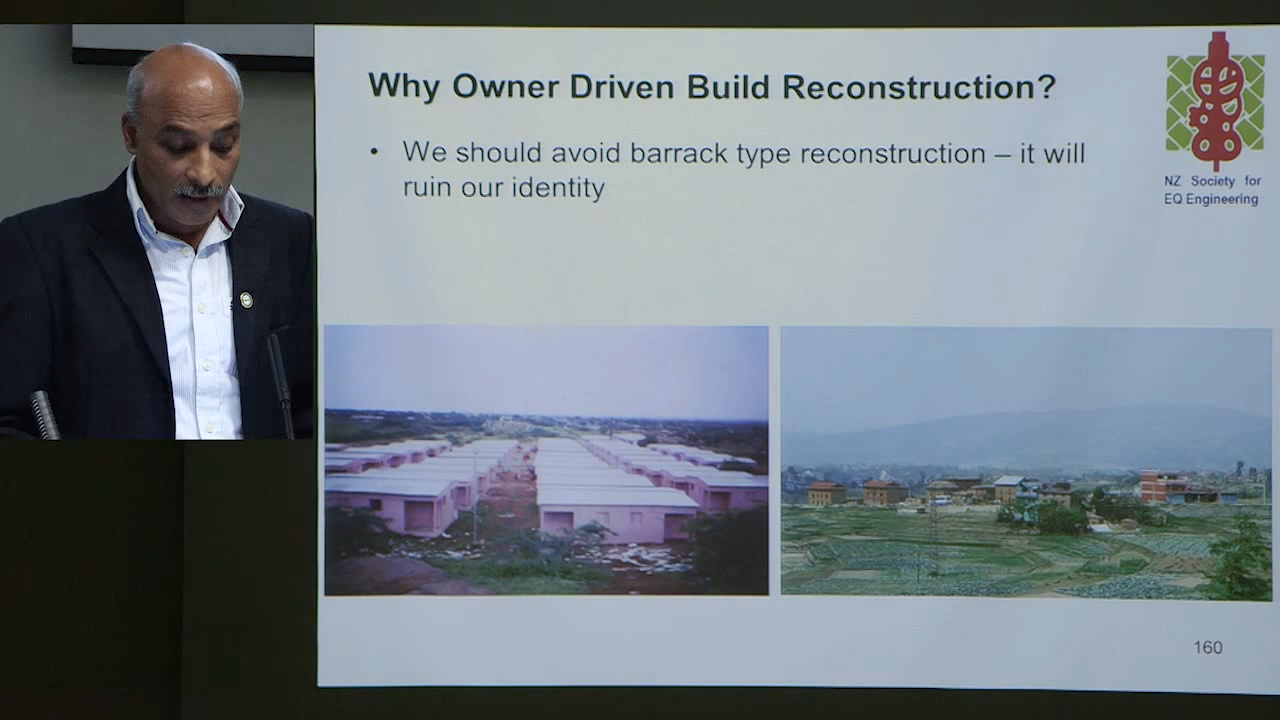 Why Owner Driven Build Reconstruction?
• We should avoid barrack type reconstruction – it will
ruin our identity
NZ Society for
EQ Engineering
160